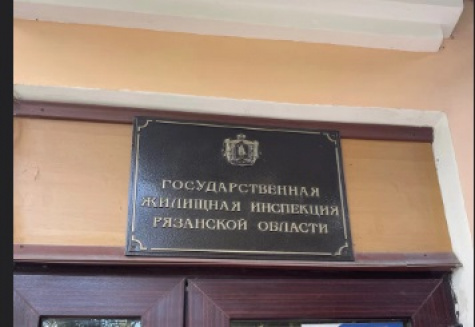 ГОСУДАРСТВЕННАЯ
ЖИЛИЩНАЯ ИНСПЕКЦИЯ
РЯЗАНСКОЙ ОБЛАСТИ